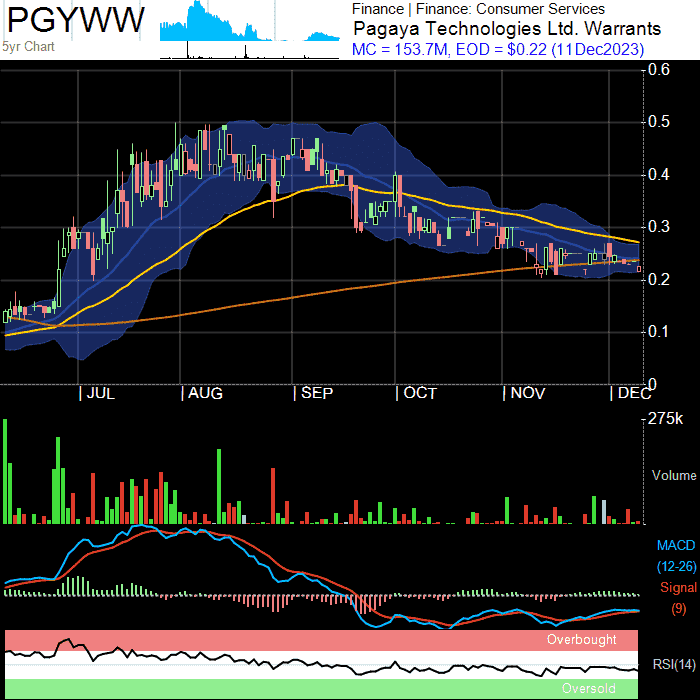 PGYWW
5yr Chart
Finance | Finance: Consumer Services
Pagaya Technologies Ltd. Warrants
MC = 153.7M, EOD = $0.22 (11Dec2023)
0.6
0.5
0.4
0.3
0.2
0.1
0
JUL AUG SEP OCT NOV DEC
275k
Volume
MACD
(12-26)
Signal
(9)
Overbought
RSI(14)
Oversold